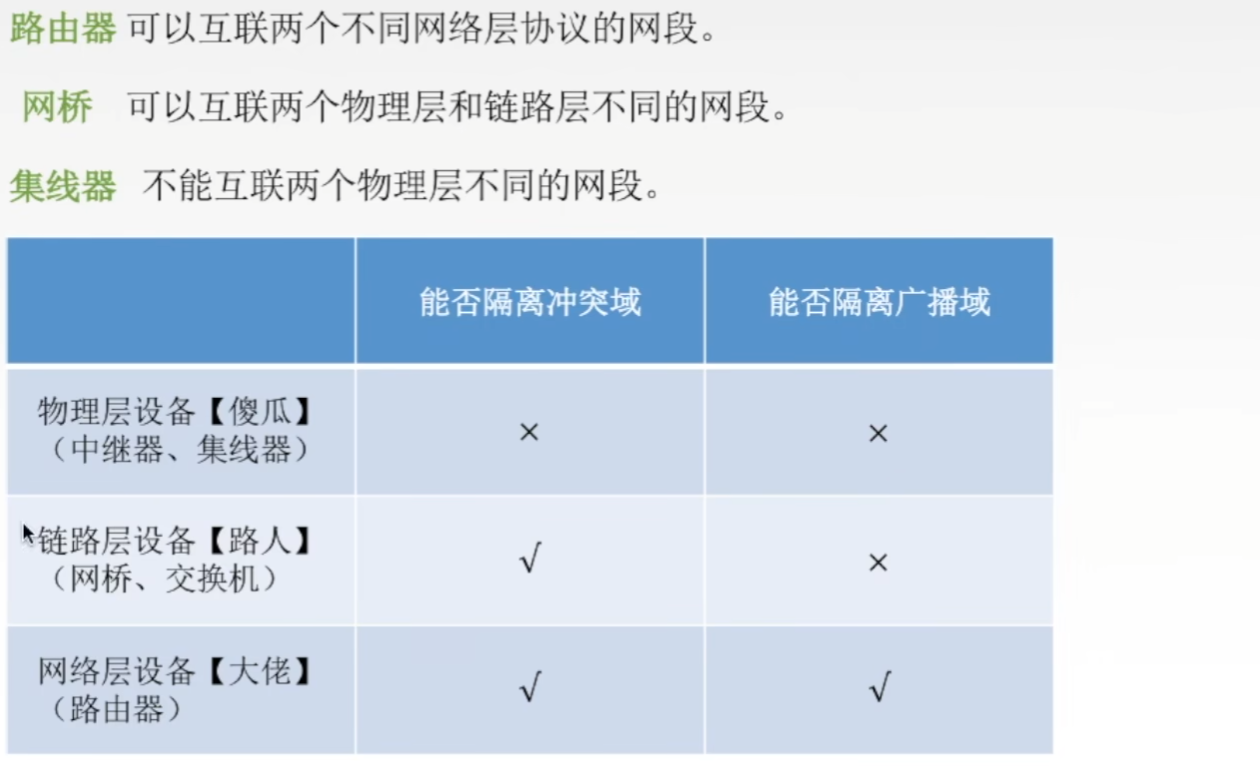 路由器 可以互联两个不同网络层协议的网段。
网桥 可以互联两个物理层和链路层不同的网段。
集线器 不能互联两个物理层不同的网段。
能否隔离冲突域 能否隔离广播域
物理层设备【傻瓜】
（中继器、集线器） × ×
链路层设备【路人】
（网桥、交换机） √ ×
网络层设备【大佬】
（路由器） √ √